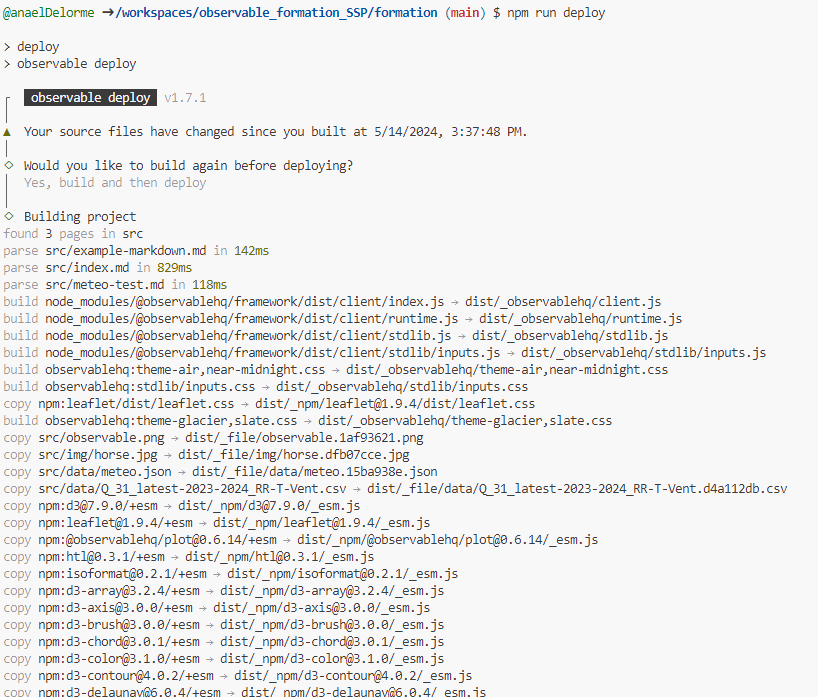 @anaelDelorme →/workspaces/observable_formation_SSP/formation (main) $ npm run deploy
> deploy
> observable deploy
observable deploy v1.7.1
Your source files have changed since you built at 5/14/2024, 3:37:48 PM.
Would you like to build again before deploying?
Yes, build and then deploy
Building project
found 3 pages in src
parse src/example-markdown.md in 142ms
parse src/index.md in 829ms
parse src/meteo-test.md in 118ms
build node_modules/@observablehq/framework/dist/client/index.js → dist/_observablehq/client.js
build node_modules/@observablehq/framework/dist/client/runtime.js → dist/_observablehq/runtime.js
build node_modules/@observablehq/framework/dist/client/stdlib.js → dist/_observablehq/stdlib.js
build node_modules/@observablehq/framework/dist/client/stdlib/inputs.js → dist/_observablehq/stdlib/inputs.js
build observablehq:theme-air,near-midnight.css → dist/_observablehq/theme-air,near-midnight.css
build observablehq:stdlib/inputs.css → dist/_observablehq/stdlib/inputs.css
copy npm:leaflet/dist/leaflet.css → dist/_npm/leaflet@1.9.4/dist/leaflet.css
build observablehq:theme-glacier,slate.css → dist/_observablehq/theme-glacier,slate.css
copy src/observable.png → dist/_file/observable.1af93621.png
copy src/img/horse.jpg → dist/_file/img/horse.dfb07cce.jpg
copy src/data/meteo.json → dist/_file/data/meteo.15ba938e.json
copy src/data/Q_31_latest-2023-2024_RR-T-Vent.csv → dist/_file/data/Q_31_latest-2023-2024_RR-T-Vent.d4a112db.csv
copy npm:d3@7.9.0/+esm → dist/_npm/d3@7.9.0/_esm.js
copy npm:leaflet@1.9.4/+esm → dist/_npm/leaflet@1.9.4/_esm.js
copy npm:@observablehq/plot@0.6.14/+esm → dist/_npm/@observablehq/plot@0.6.14/_esm.js
copy npm:htl@0.3.1/+esm → dist/_npm/htl@0.3.1/_esm.js
copy npm:isoformat@0.2.1/+esm → dist/_npm/isoformat@0.2.1/_esm.js
copy npm:d3-array@3.2.4/+esm → dist/_npm/d3-array@3.2.4/_esm.js
copy npm:d3-axis@3.0.0/+esm → dist/_npm/d3-axis@3.0.0/_esm.js
copy npm:d3-brush@3.0.0/+esm → dist/_npm/d3-brush@3.0.0/_esm.js
copy npm:d3-chord@3.0.1/+esm → dist/_npm/d3-chord@3.0.1/_esm.js
copy npm:d3-color@3.1.0/+esm → dist/_npm/d3-color@3.1.0/_esm.js
copy npm:d3-contour@4.0.2/+esm → dist/_npm/d3-contour@4.0.2/_esm.js
copy npm:d3-delaunay@6.0.4/+esm → dist/_npm/d3-delaunay@6.0.4/_esm.js